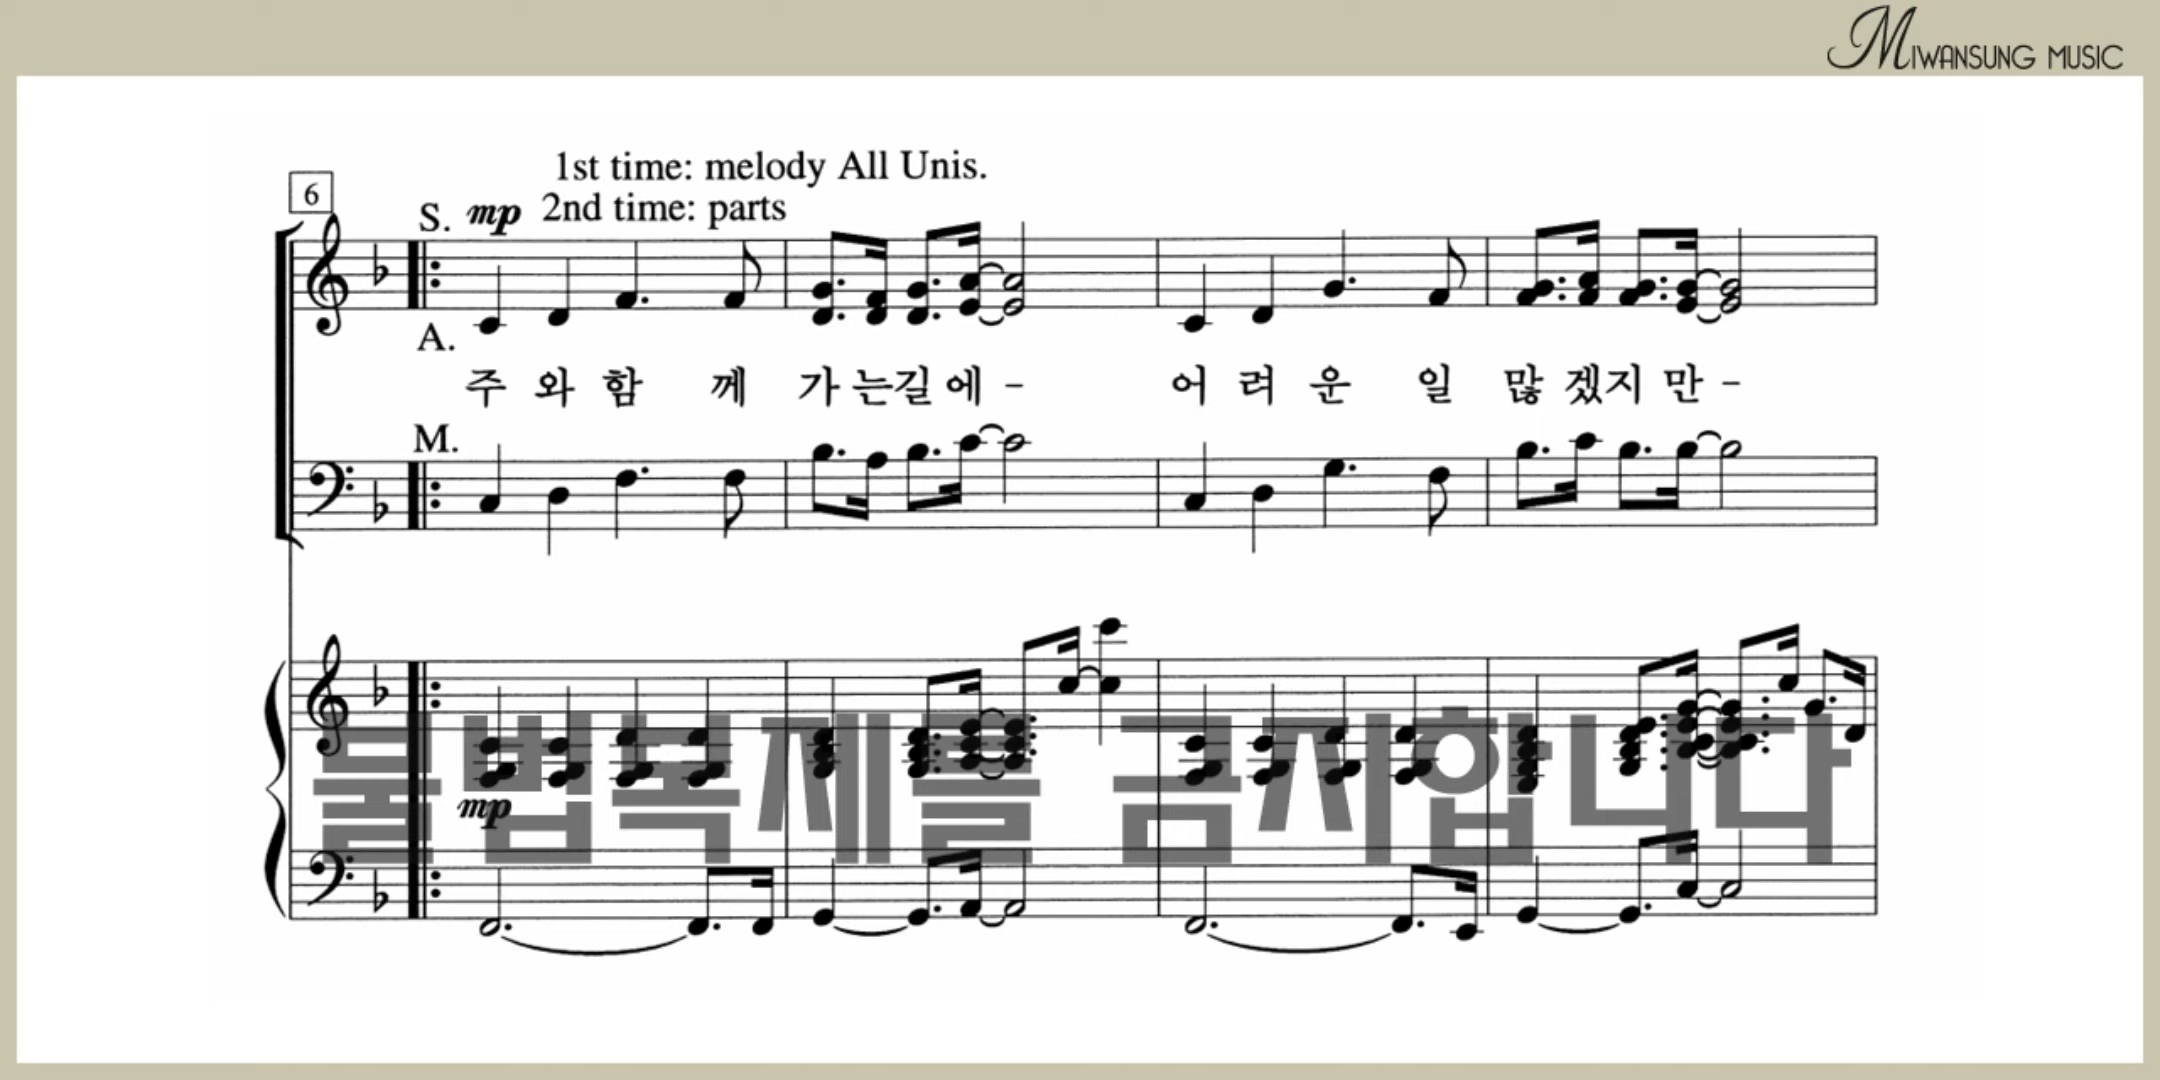 MIWANSUNG MUSIC
1st time: melody All Unis.
6
S. mp 2nd time: parts
A.
주 와 함 께 가 는길 에 - 어 려 운 일 많 겠지 만 -
M.
불법복제를 금지합니다
mp